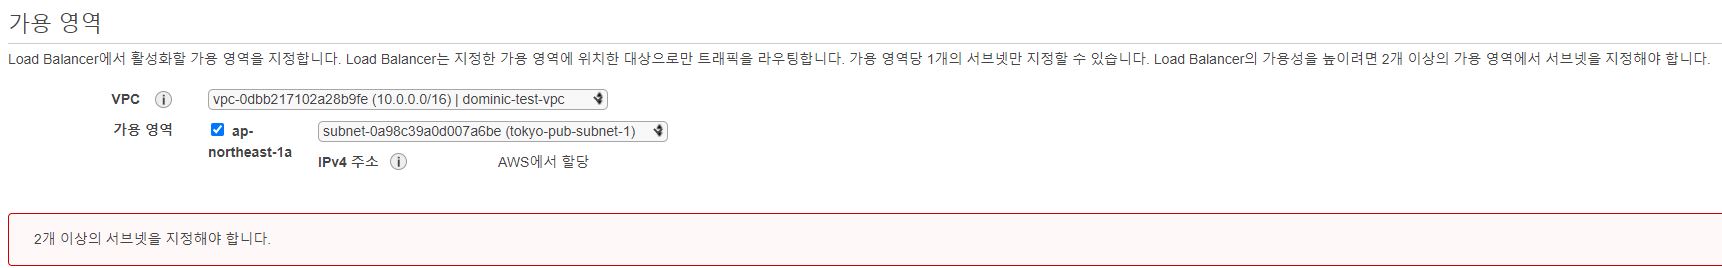 가용 영역
Load Balancer에서 활성화할 가용 영역을 지정합니다. Load Balancer는 지정한 가용 영역에 위치한 대상으로만 트래픽을 라우팅합니다. 가용 영역당 1개의 서브넷만 지정할 수 있습니다. Load Balancer의 가용성을 높이려면 2개 이상의 가용 영역에서 서브넷을 지정해야 합니다.
VPC i vpc-0dbb217102a28b9fe (10.0.0.0/16) | dominic-test-vpc
가용 영역 ap- subnet-0a98c39a0d007a6be (tokyo-pub-subnet-1)
northeast-1a
IPv4 주소 i AWS에서 할당
2개 이상의 서브넷을 지정해야 합니다.